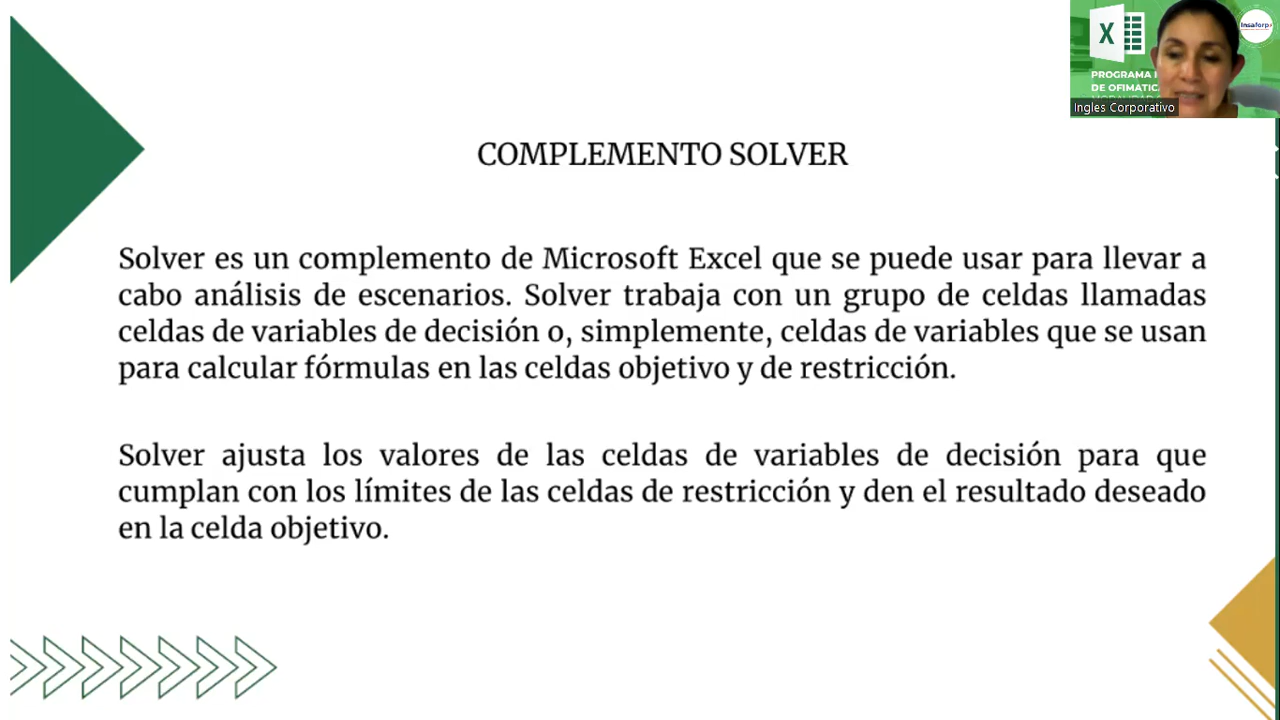 X
Insaforp
PROGRAMA
DE OFIMATICA
Ingles Corporativo
COMPLEMENTO SOLVER
Solver es un complemento de Microsoft Excel que se puede usar para llevar a
cabo análisis de escenarios. Solver trabaja con un grupo de celdas llamadas
celdas de variables de decisión o, simplemente, celdas de variables que se usan
para calcular fórmulas en las celdas objetivo y de restricción.
Solver ajusta los valores de las celdas de variables de decisión para que
cumplan con los límites de las celdas de restricción y den el resultado deseado
en la celda objetivo.